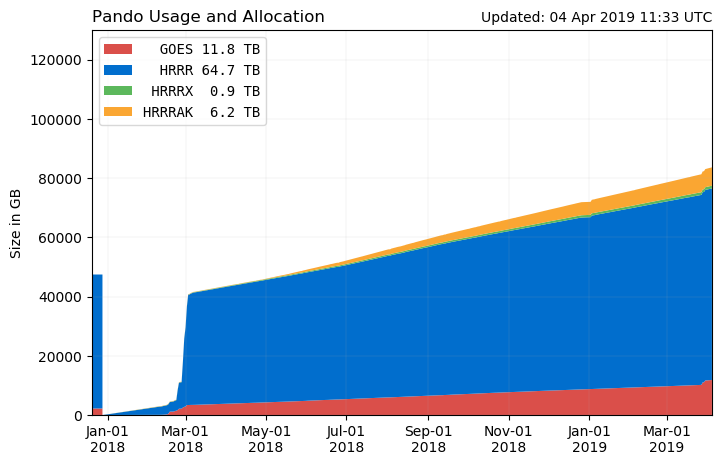 Pando Usage and Allocation
Updated: 04 Apr 2019 11:33 UTC
GOES 11.8 TB
HRRR 64.7 TB
HRRRX 0.9 TB
HRRRAK 6.2 TB
Size in GB
120000
100000
80000
60000
40000
20000
0
Jan-01 Mar-01 May-01 Jul-01 Sep-01 Nov-01 Jan-01 Mar-01
2018 2018 2018 2018 2018 2018 2019 2019